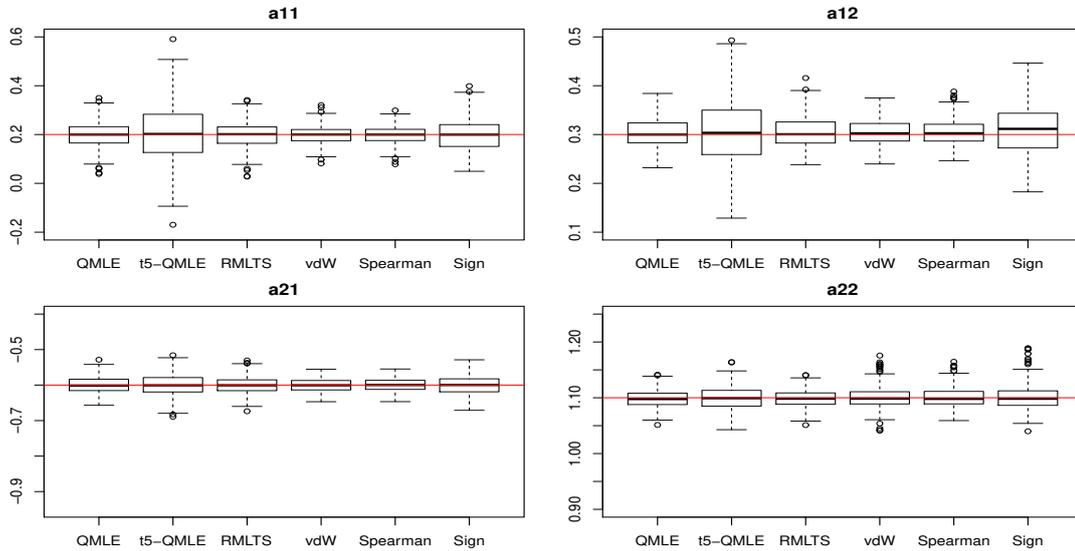 a11
0.6
0.4
0.2
0.0
−0.2
QMLE t5−QMLE RMLTS vdW Spearman Sign
a12
0.5
0.4
0.3
0.2
0.1
QMLE t5−QMLE RMLTS vdW Spearman Sign
a21
−0.5
−0.7
−0.9
QMLE t5−QMLE RMLTS vdW Spearman Sign
a22
1.20
1.10
1.00
0.90
QMLE t5−QMLE RMLTS vdW Spearman Sign